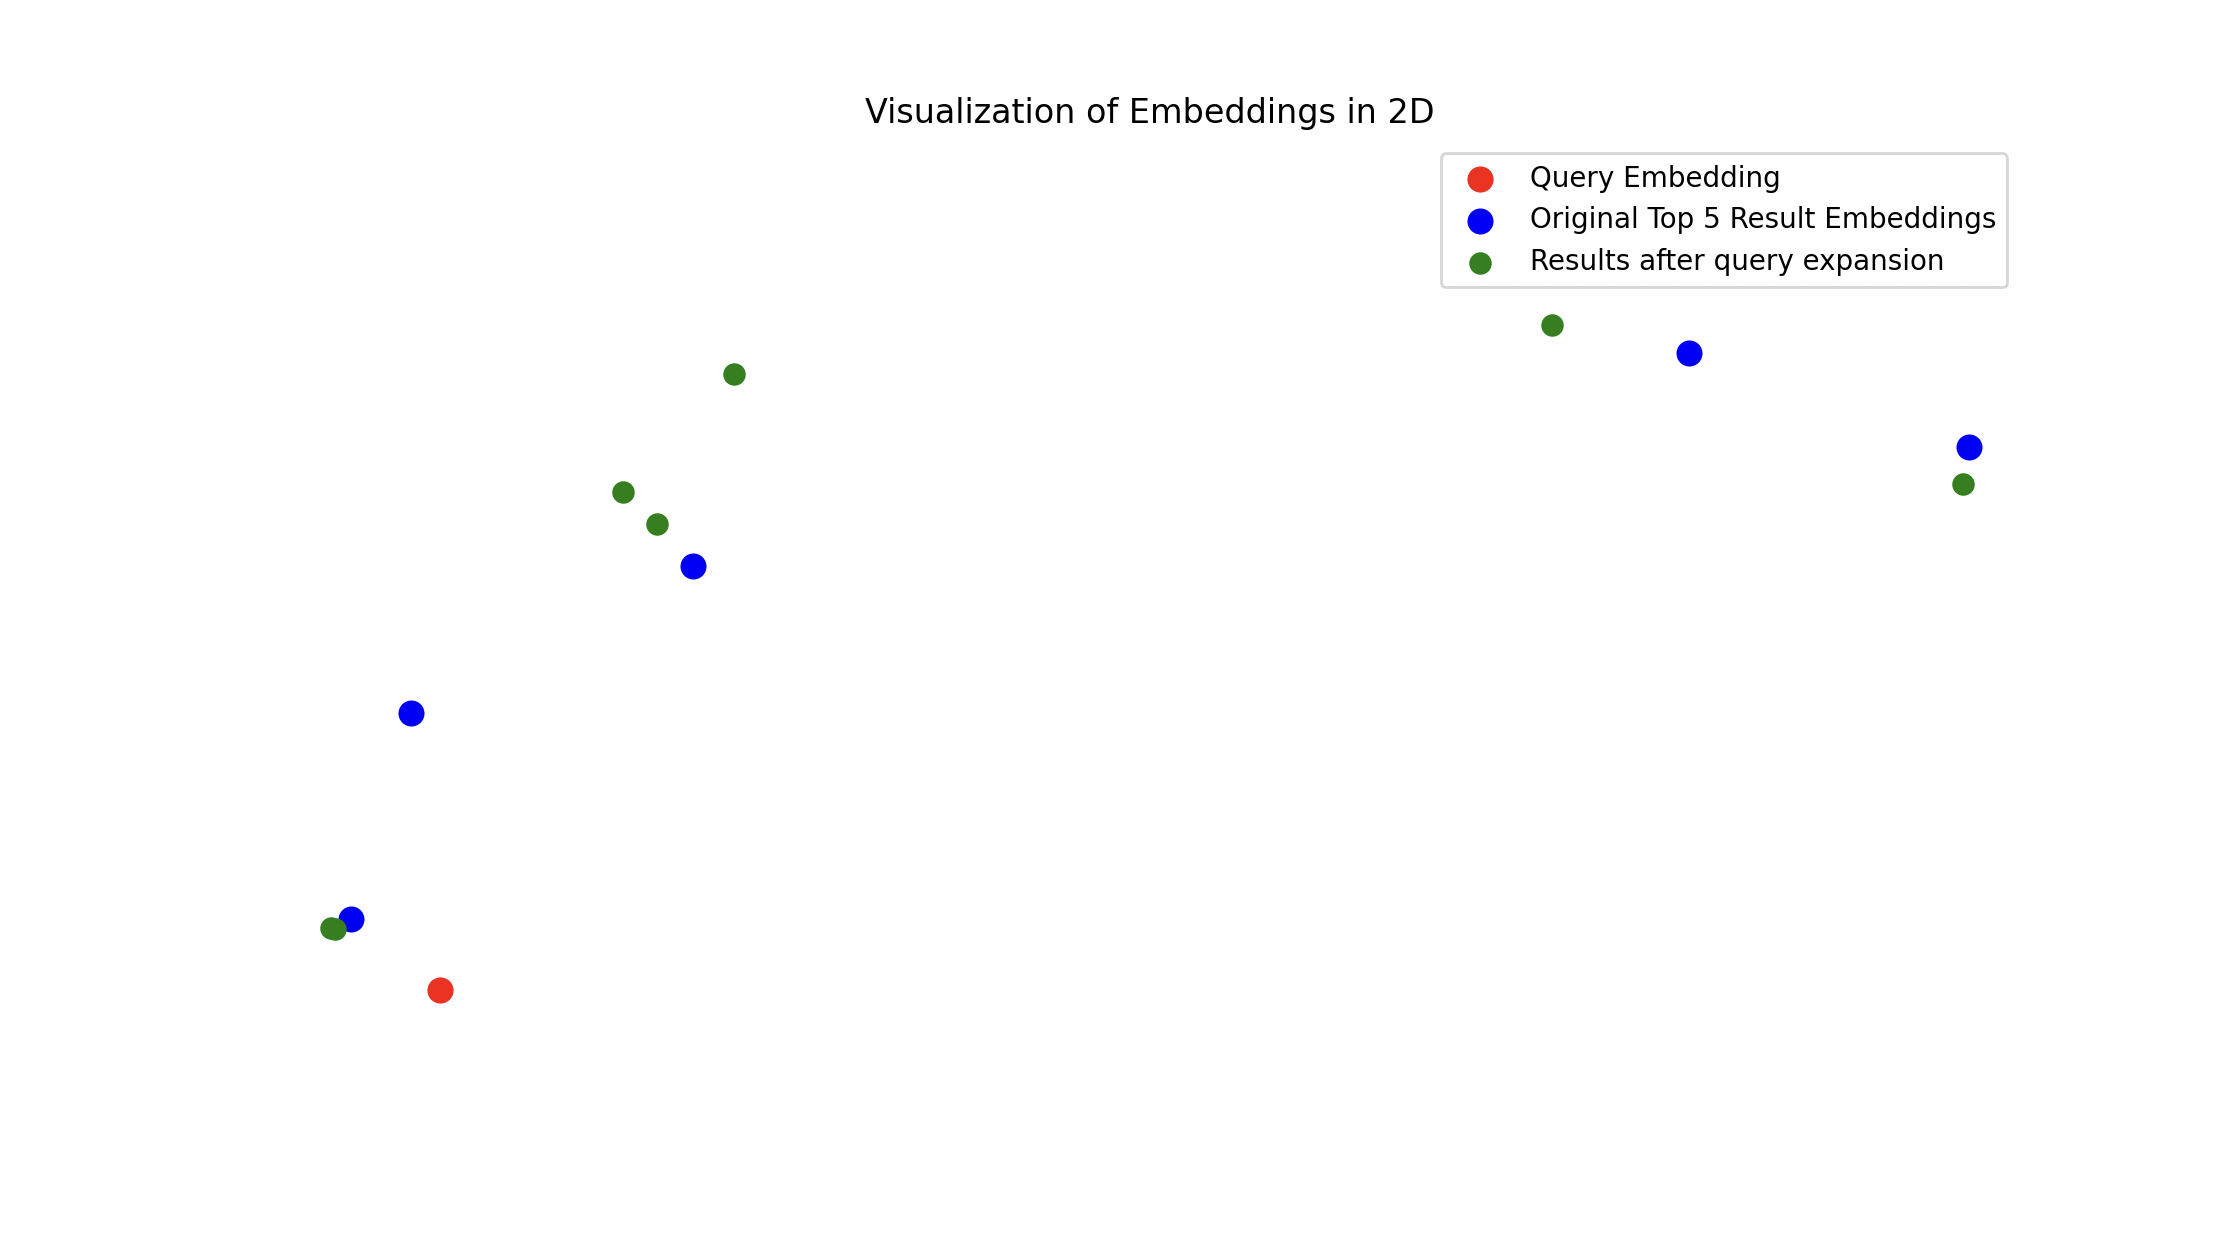 Visualization of Embeddings in 2D
Query Embedding
Original Top 5 Result Embeddings
Results after query expansion